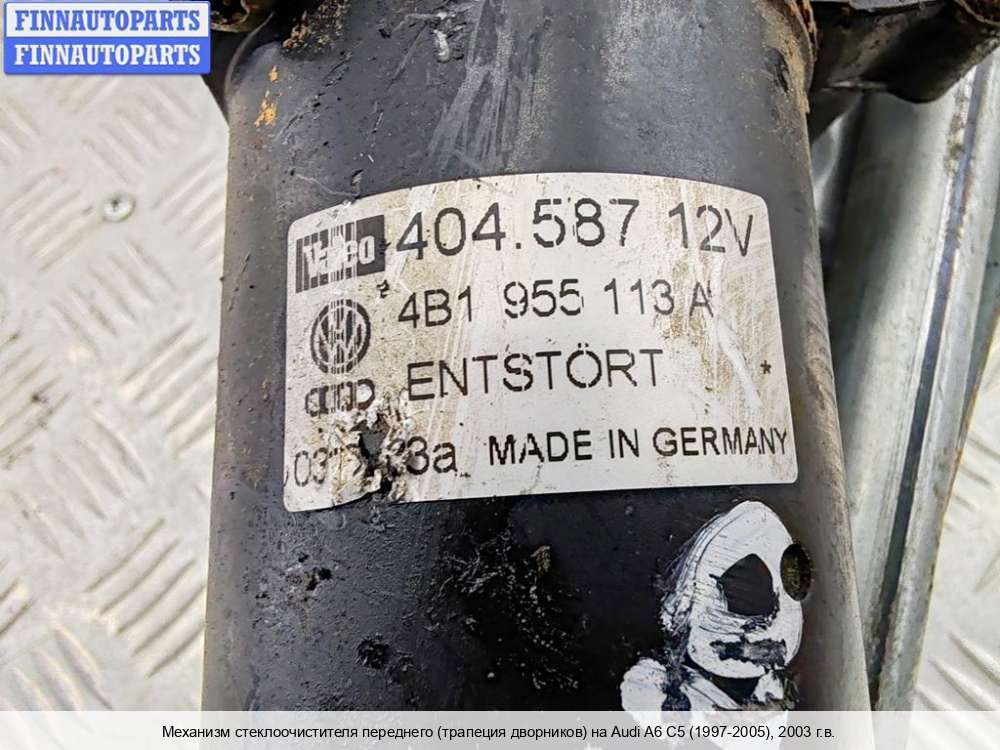 FINNAUTOPARTS
FINNAUTOPARTS
Valeo 404.587 12V
4B1 955 113 A
ENTSTÖRT
MADE IN GERMANY
Механизм стеклоочистителя переднего (трапеция дворников) на Audi A6 C5 (1997-2005), 2003 г.в.